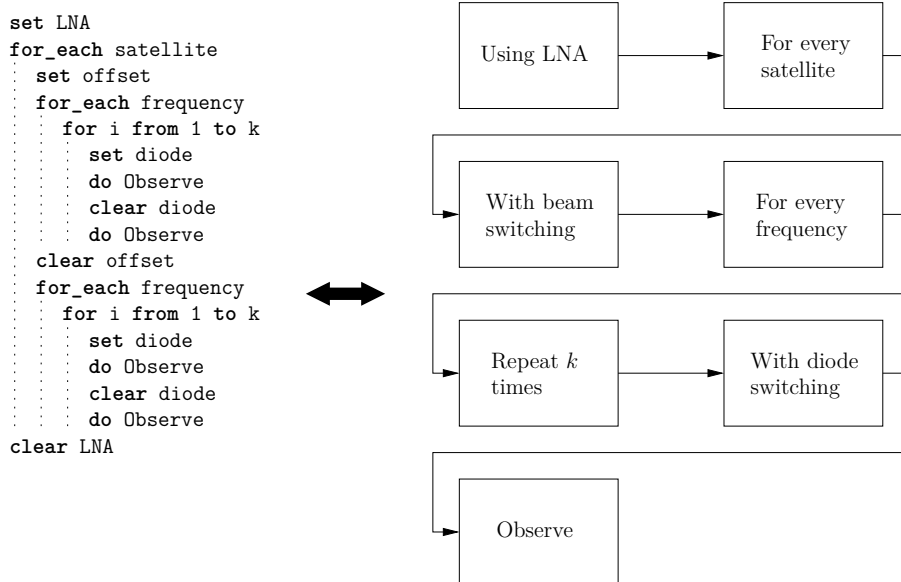 set LNA
for_each satellite
set offset
for_each frequency
for i from 1 to k
set diode
do Observe
clear diode
do Observe
clear offset
for_each frequency
for i from 1 to k
set diode
do Observe
clear diode
do Observe
clear LNA
Using LNA
For every
satellite
With beam
switching
For every
frequency
Repeat k
times
With diode
switching
Observe